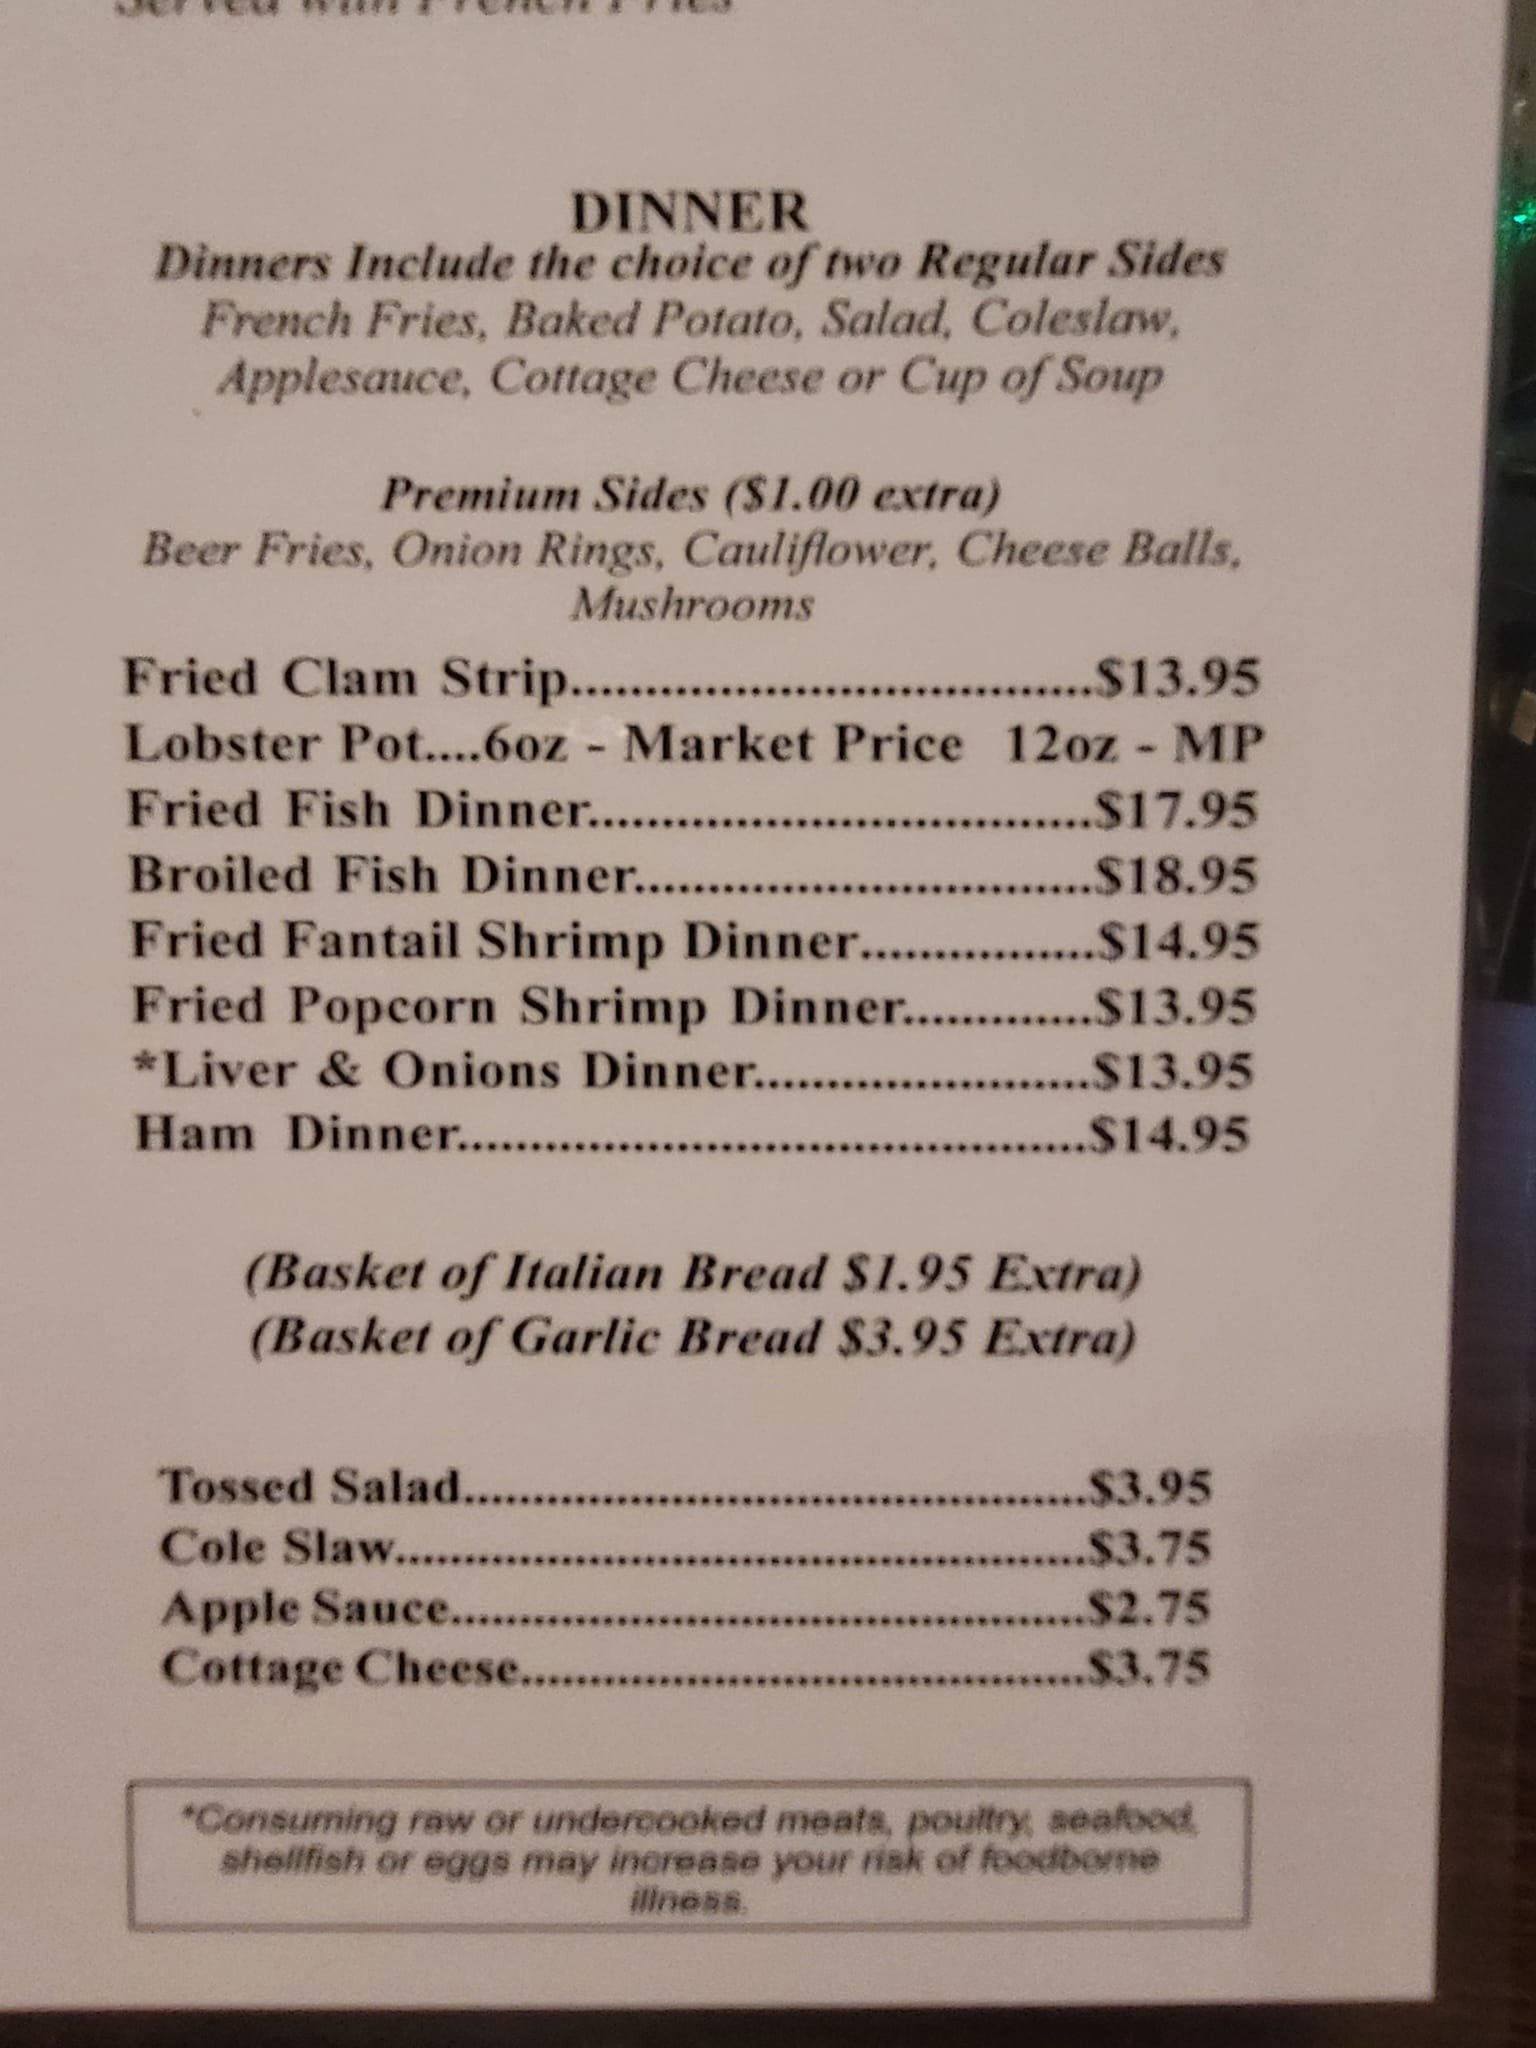 Served with French Fries
DINNER
Dinners Include the choice of two Regular Sides
French Fries, Baked Potato, Salad, Coleslaw,
Applesauce, Cottage Cheese or Cup of Soup
Premium Sides ($1.00 extra)
Beer Fries, Onion Rings, Cauliflower, Cheese Balls,
Mushrooms
Fried Clam Strip...................................$13.95
Lobster Pot....6oz - Market Price 12oz - MP
Fried Fish Dinner..................................$17.95
Broiled Fish Dinner...............................$18.95
Fried Fantail Shrimp Dinner................$14.95
Fried Popcorn Shrimp Dinner.............$13.95
*Liver & Onions Dinner.......................$13.95
Ham Dinner..........................................$14.95
(Basket of Italian Bread $1.95 Extra)
(Basket of Garlic Bread $3.95 Extra)
Tossed Salad.............................................$3.95
Cole Slaw..................................................$3.75
Apple Sauce..............................................$2.75
Cottage Cheese.........................................$3.75
*Consuming raw or undercooked meats, poultry, seafood,
shellfish or eggs may increase your risk of foodborne
illness.